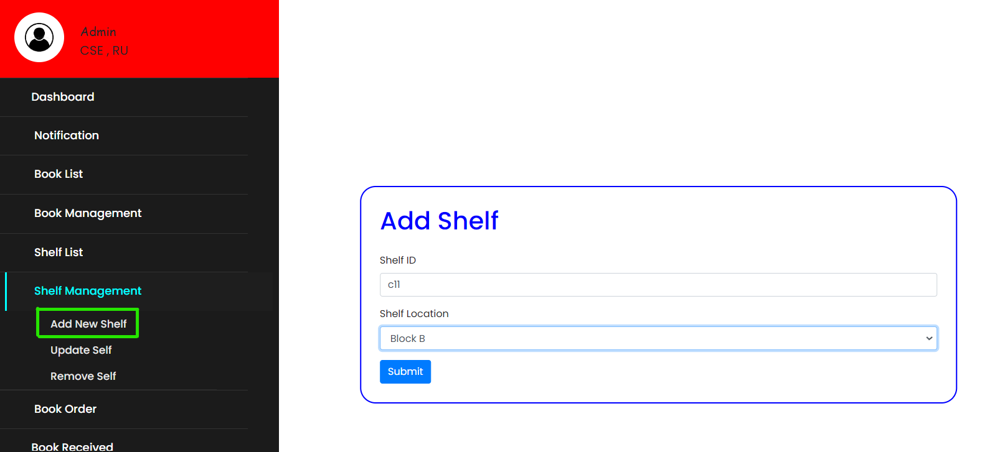 Admin
CSE , RU
Dashboard
Notification
Book List
Book Management
Shelf List
Shelf Management
Add New Shelf
Update Self
Remove Self
Book Order
Book Received
Add Shelf
Shelf ID
c11
Shelf Location
Block B
Submit